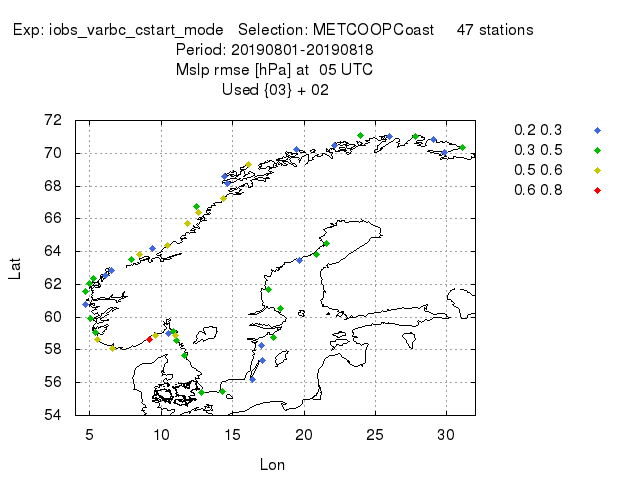 Exp: iobs_varbc_cstart_mode   Selection: METCOOPCoast     47 stations
Period: 20190801-20190818
Mslp rmse [hPa] at  05 UTC
Used {03} + 02
72
70
68
66
64
62
60
58
56
54
Lat
5 10 15 20 25 30
Lon
0.2 0.3
0.3 0.5
0.5 0.6
0.6 0.8